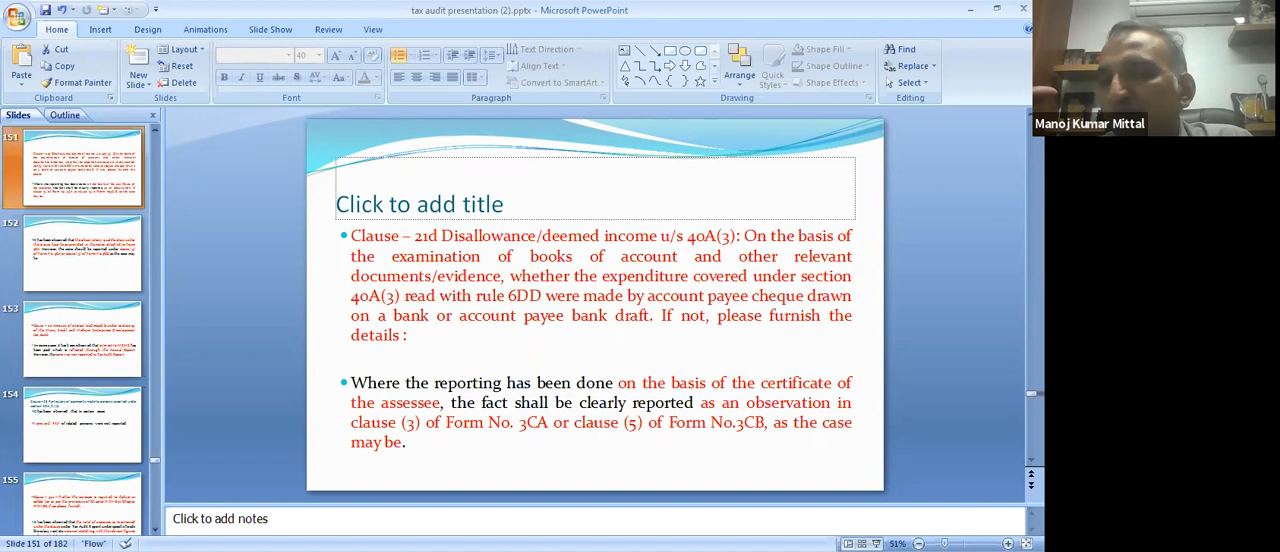 tax audit presentation (2).pptx - Microsoft PowerPoint
Home Insert Design Animations Slide Show Review View
Paste
Cut
Copy
Format Painter
Clipboard
New Slide
Layout
Reset
Delete
Slides
40
Font
Text Direction
Align Text
Convert to SmartArt
Paragraph
Arrange
Quick Styles
Shape Fill
Shape Outline
Shape Effects
Drawing
Find
Replace
Select
Editing
Manoj Kumar Mittal
Slides Outline
151
152
153
154
155
Click to add title
Clause – 21d Disallowance/deemed income u/s 40A(3): On the basis of
the examination of books of account and other relevant
documents/evidence, whether the expenditure covered under section
40A(3) read with rule 6DD were made by account payee cheque drawn
on a bank or account payee bank draft. If not, please furnish the
details :
Where the reporting has been done on the basis of the certificate of
the assessee, the fact shall be clearly reported as an observation in
clause (3) of Form No. 3CA or clause (5) of Form No.3CB, as the case
may be.
Click to add notes
Slide 151 of 182 "Flow" 51%